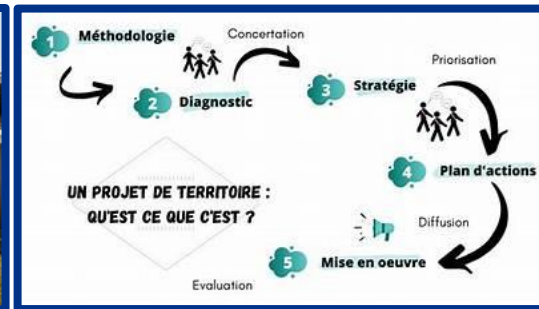 1 Méthodologie
Concertation
2 Diagnostic
3 Stratégie
Priorisation
4 Plan d'actions
UN PROJET DE TERRITOIRE :
QU'EST CE QUE C'EST ?
Diffusion
5 Mise en oeuvre
Evaluation